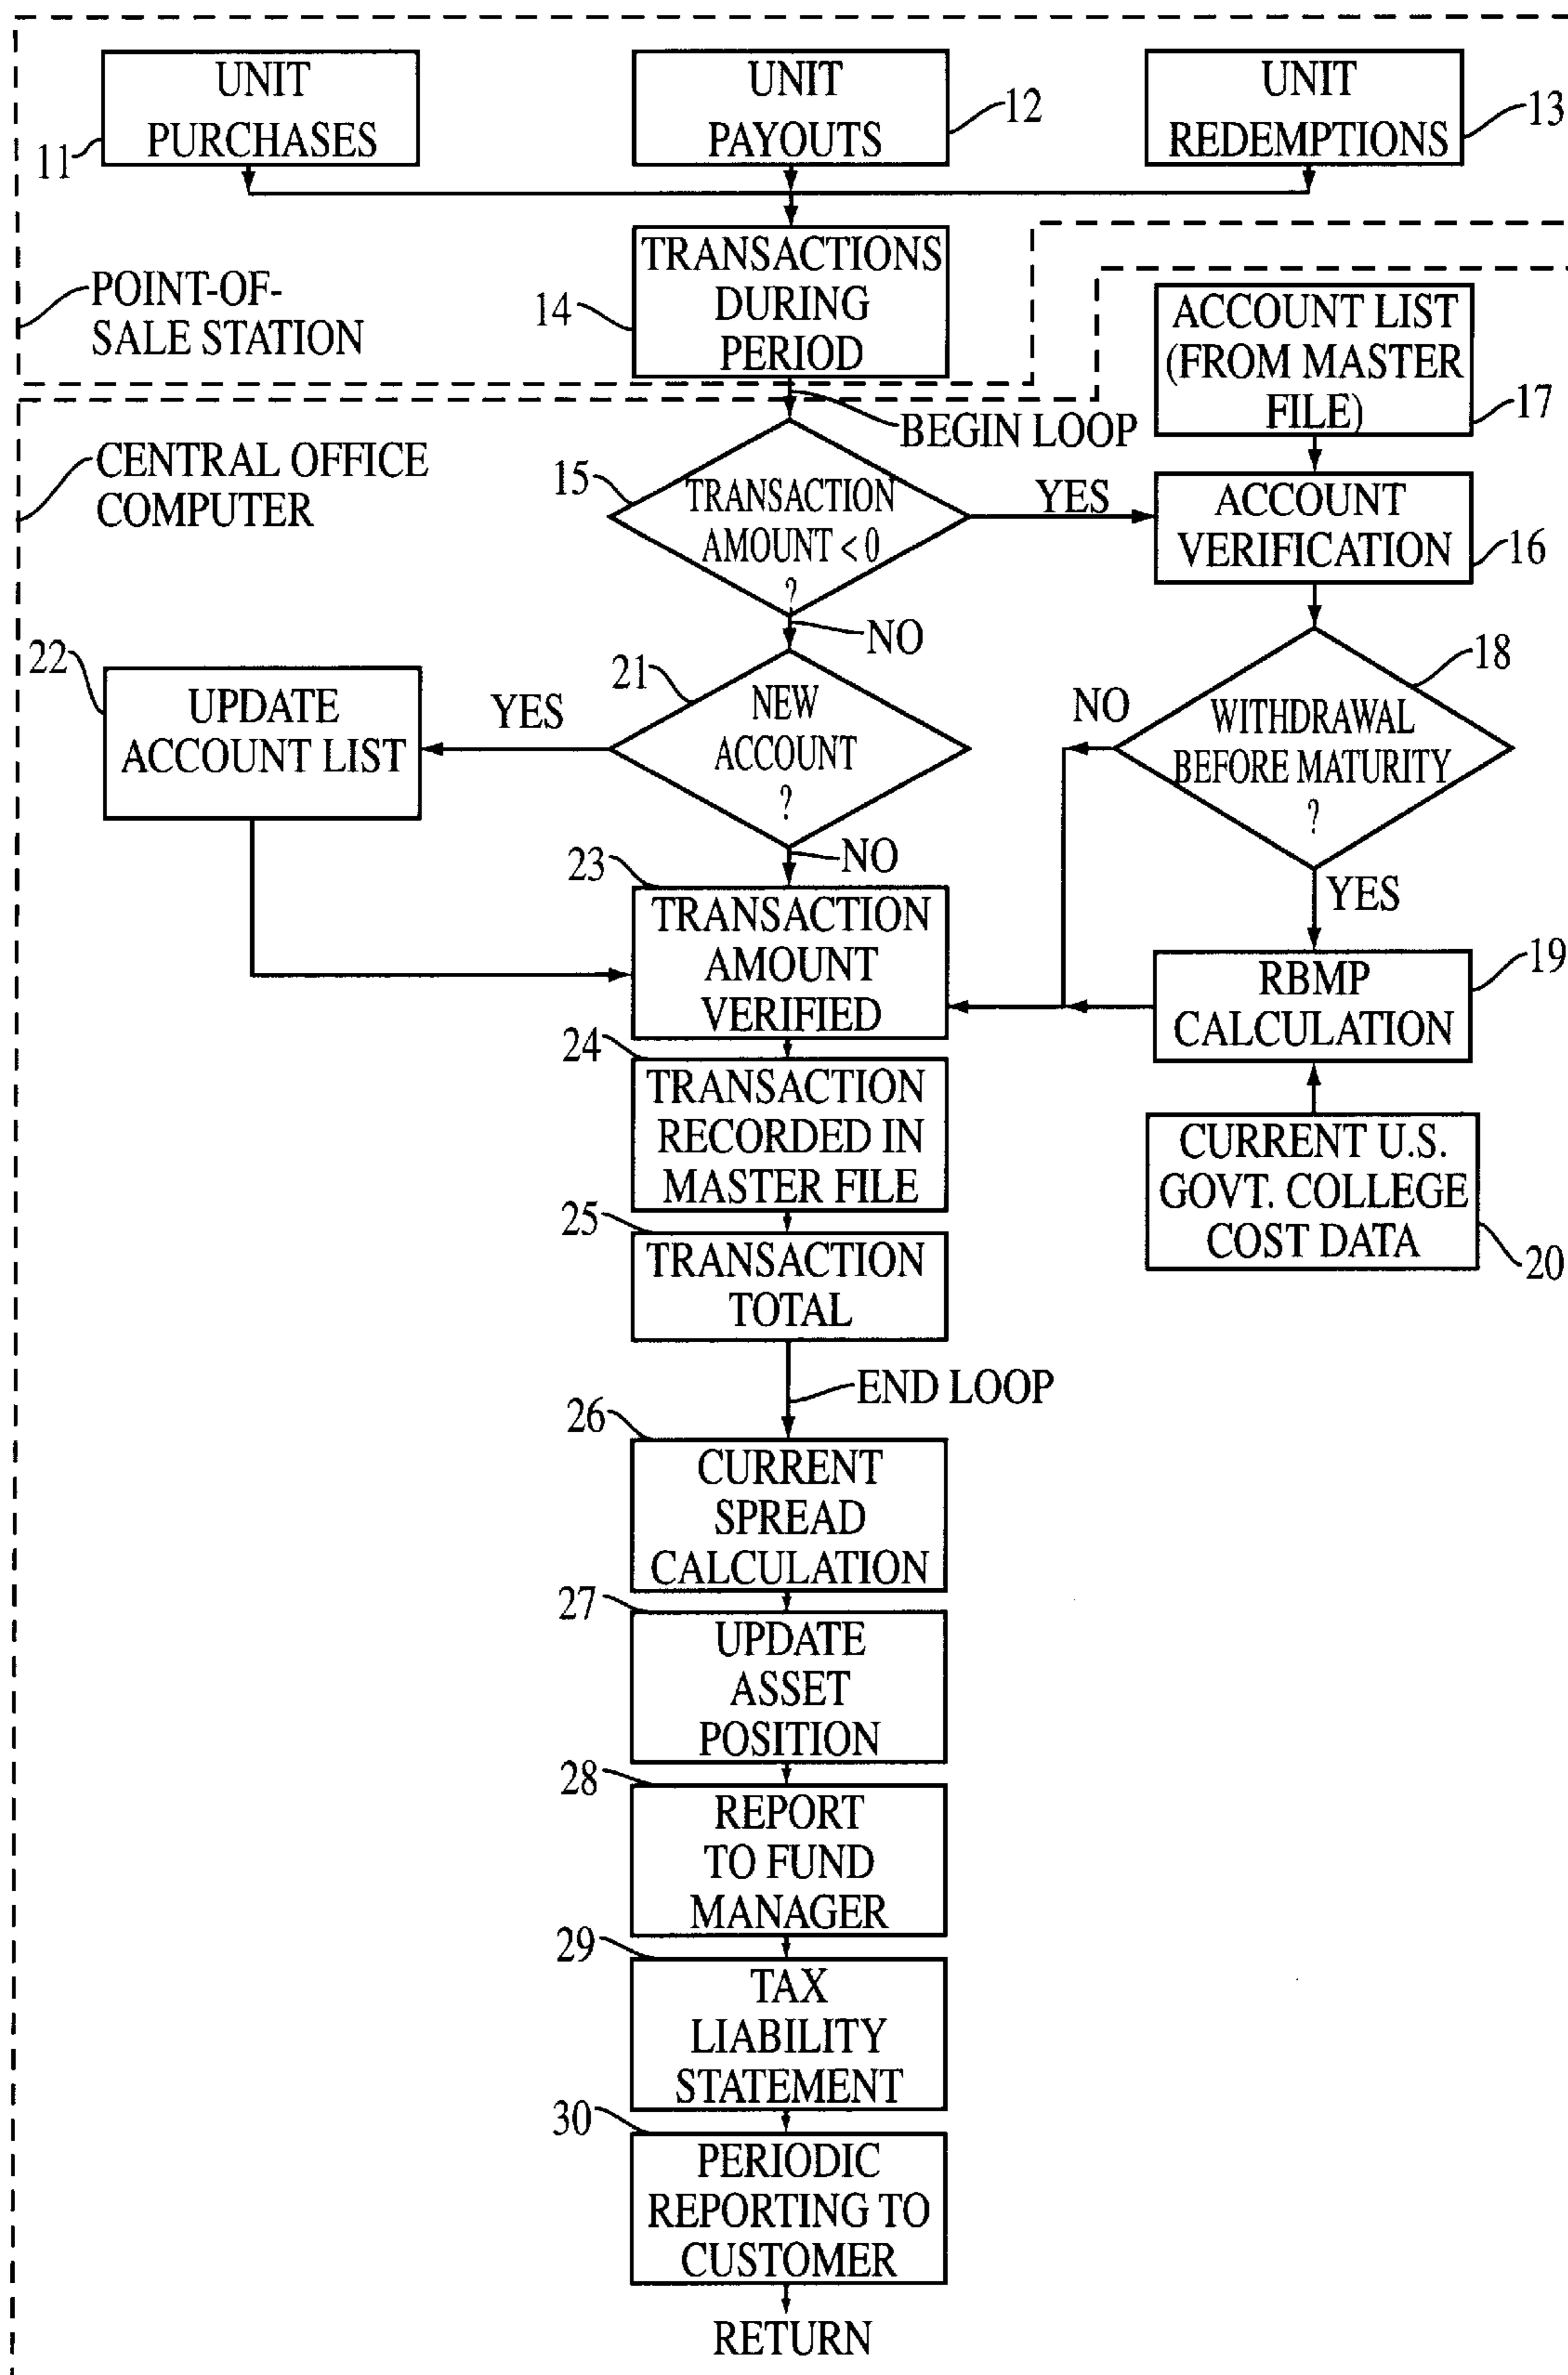 UNIT
PURCHASES
11
UNIT
PAYOUTS
12
UNIT
REDEMPTIONS
13
POINT-OF-
SALE STATION
14
TRANSACTIONS
DURING
PERIOD
BEGIN LOOP
ACCOUNT LIST
(FROM MASTER
FILE)
17
CENTRAL OFFICE
COMPUTER
15
TRANSACTION
AMOUNT < 0
?
YES
ACCOUNT
VERIFICATION
16
NO
22
UPDATE
ACCOUNT LIST
YES
21
NEW
ACCOUNT
?
NO
18
WITHDRAWAL
BEFORE MATURITY
?
NO
YES
23
TRANSACTION
AMOUNT
VERIFIED
19
RBMP
CALCULATION
24
TRANSACTION
RECORDED IN
MASTER FILE
CURRENT U.S.
GOVT. COLLEGE
COST DATA
20
25
TRANSACTION
TOTAL
END LOOP
26
CURRENT
SPREAD
CALCULATION
27
UPDATE
ASSET
POSITION
28
REPORT
TO FUND
MANAGER
29
TAX
LIABILITY
STATEMENT
30
PERIODIC
REPORTING TO
CUSTOMER
RETURN